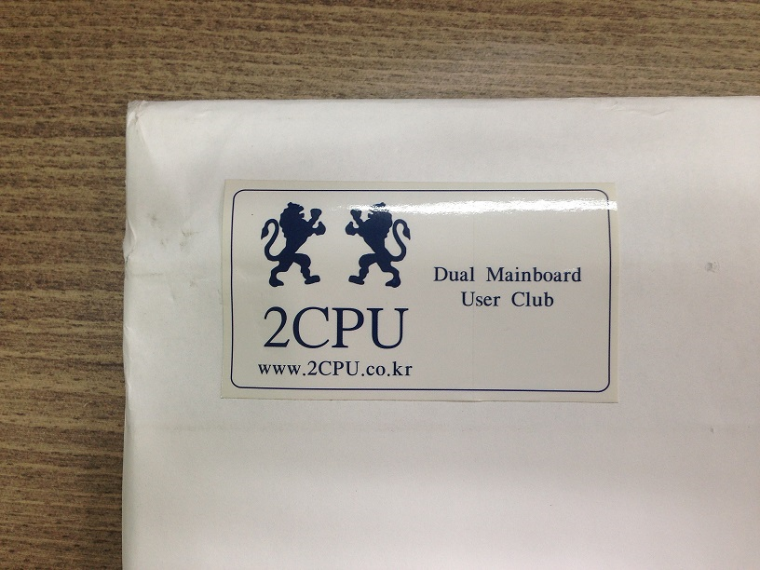 2CPU
www.2CPU.co.kr
Dual Mainboard
User Club